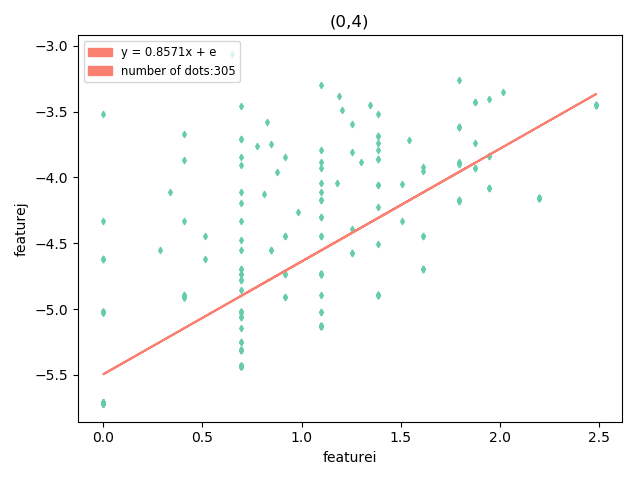 (0,4)
y = 0.8571x + e
number of dots:305
−3.0
−3.5
−4.0
−4.5
−5.0
−5.5
featurej
0.0 0.5 1.0 1.5 2.0 2.5
featurei